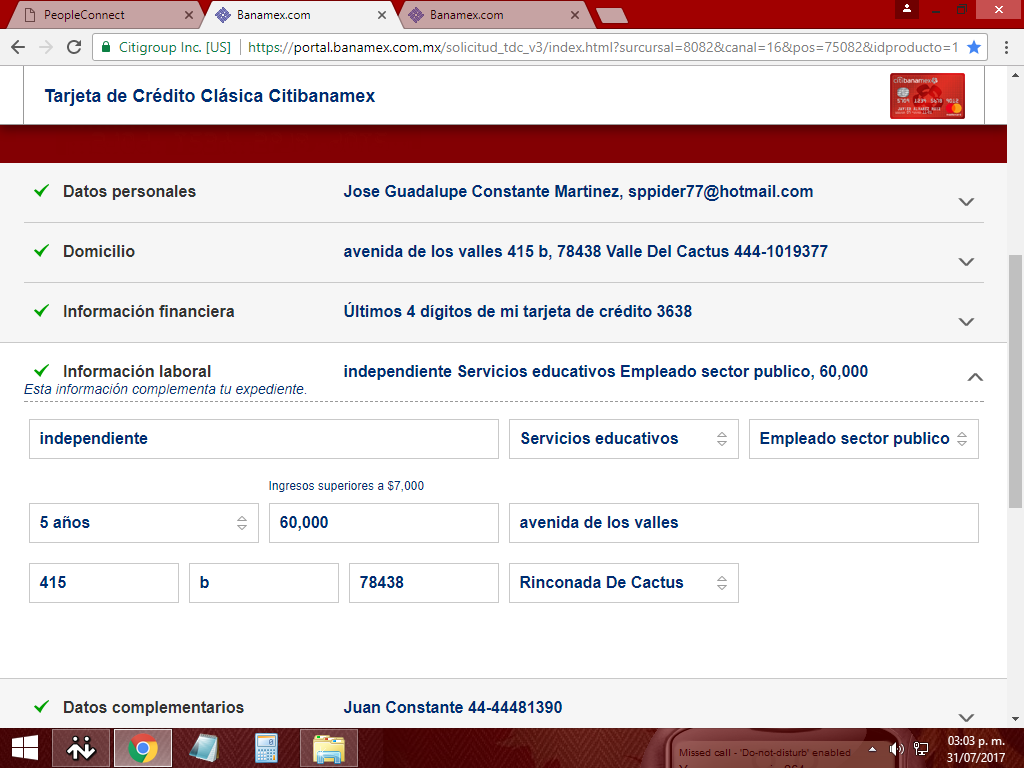 PeopleConnect
Banamex.com
Banamex.com
Citigroup Inc. [US]
https://portal.banamex.com.mx/solicitud_tdc_v3/index.html?surcursal=8082&canal=16&pos=75082&idproducto=1
Tarjeta de Crédito Clásica Citibanamex
citibanamex
Datos personales
Jose Guadalupe Constante Martinez, sppider77@hotmail.com
Domicilio
avenida de los valles 415 b, 78438 Valle Del Cactus 444-1019377
Información financiera
Últimos 4 dígitos de mi tarjeta de crédito 3638
Información laboral
independiente Servicios educativos Empleado sector publico, 60,000
Esta información complementa tu expediente.
independiente
Servicios educativos
Empleado sector publico
Ingresos superiores a $7,000
5 años
60,000
avenida de los valles
415
b
78438
Rinconada De Cactus
Datos complementarios
Juan Constante 44-44481390
Missed call - 'Do-not-disturb' enabled
03:03 p. m.
31/07/2017